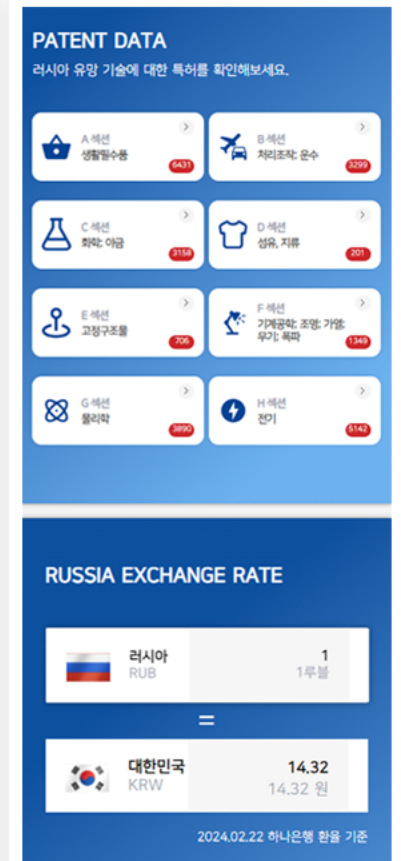 PATENT DATA
러시아 유망 기술에 대한 특허를 확인해보세요.
A 섹션
생활필수품
6431
B 섹션
처리조작; 운수
3299
C 섹션
화학; 야금
3158
D 섹션
섬유, 지류
201
E 섹션
고정구조물
706
F 섹션
기계공학; 조명; 가열;
무기; 폭파
1349
G 섹션
물리학
3890
H 섹션
전기
5142
RUSSIA EXCHANGE RATE
러시아
RUB
1
1루블
=
대한민국
KRW
14.32
14.32 원
2024.02.22 하나은행 환율 기준